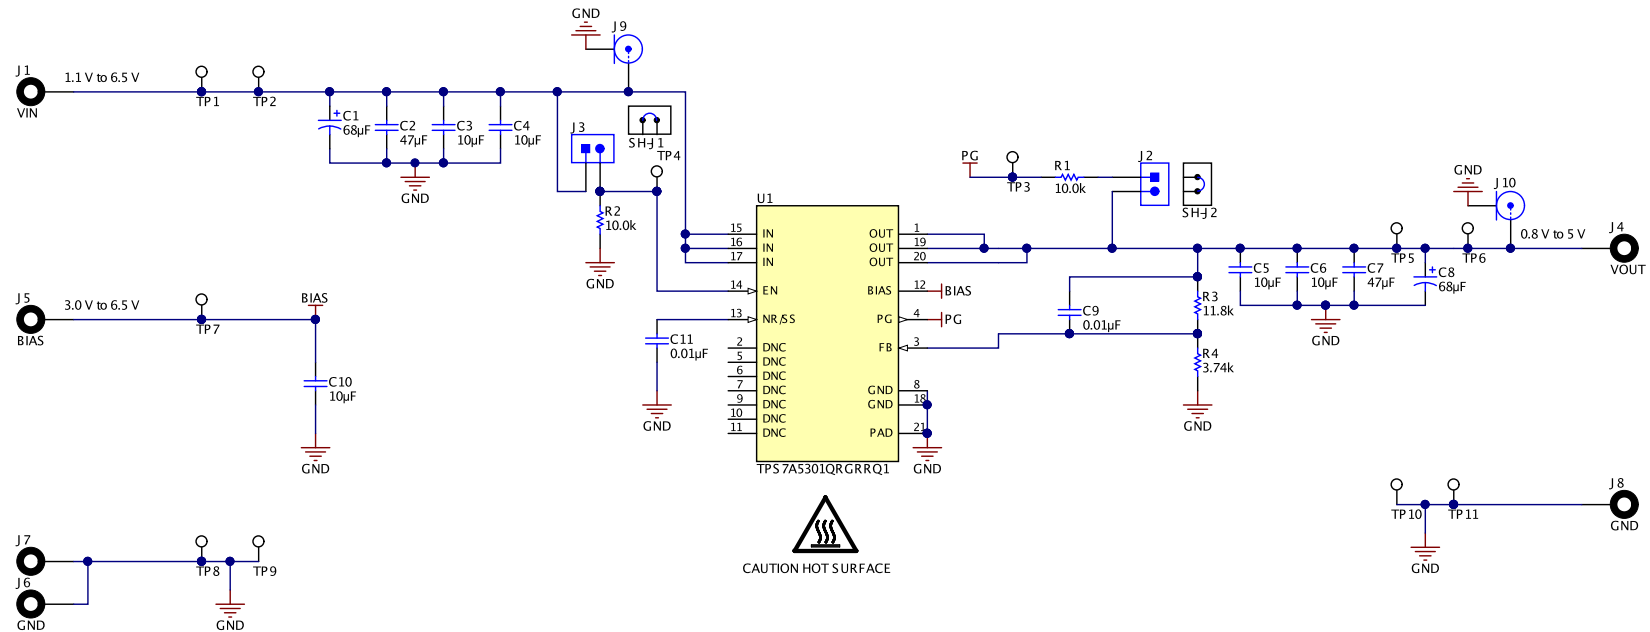 GND
J9
J1
1.1 V to 6.5 V
VIN
TP1
TP2
C1
68µF
C2
47µF
C3
10µF
C4
10µF
GND
J3
SH-J1
TP4
R2
10.0k
GND
PG
TP3
R1
10.0k
J2
SH-J2
GND
J10
0.8 V to 5 V
J4
VOUT
TP5
TP6
U1
15 IN
16 IN
17 IN
14 EN
13 NR/SS
2 DNC
5 DNC
6 DNC
7 DNC
9 DNC
10 DNC
11 DNC
OUT 1
OUT 19
OUT 20
BIAS 12 BIAS
PG 4 PG
FB 3
GND 8
GND 18
PAD 21
TPS7A5301QRGRRQ1
GND
C11
0.01µF
GND
C9
0.01µF
R3
11.8k
R4
3.74k
GND
C5
10µF
C6
10µF
C7
47µF
C8
68µF
GND
J5
3.0 V to 6.5 V
BIAS
TP7
BIAS
C10
10µF
GND
CAUTION HOT SURFACE
J7
J6
GND
TP8
TP9
GND
TP10
TP11
J8
GND
GND